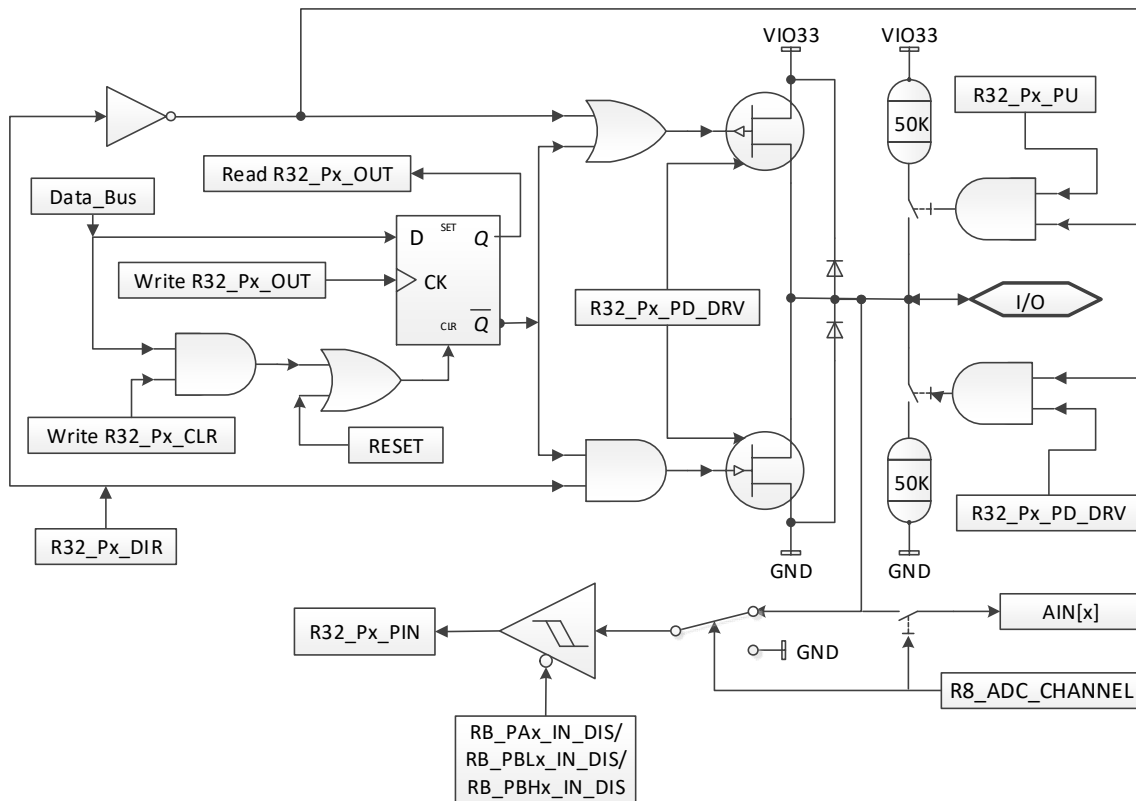 VIO33
VIO33
R32_Px_PU
50K
Read R32_Px_OUT
Data_Bus
D
SET
Q
Write R32_Px_OUT
CK
R32_Px_PD_DRV
I/O
CLR
Q
Write R32_Px_CLR
RESET
50K
R32_Px_PD_DRV
R32_Px_DIR
GND
GND
R32_Px_PIN
AIN[x]
GND
R8_ADC_CHANNEL
RB_PAx_IN_DIS/
RB_PBLx_IN_DIS/
RB_PBHx_IN_DIS